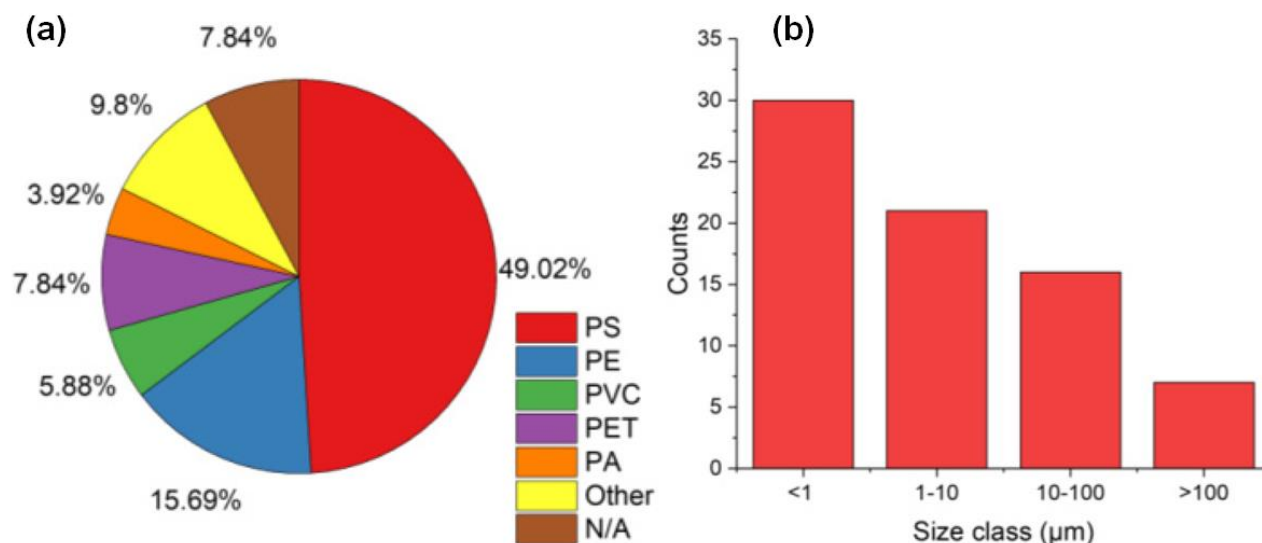 (a)
7.84%
9.8%
3.92%
7.84%
5.88%
15.69%
49.02%
PS
PE
PVC
PET
PA
Other
N/A
(b)
35
30
25
20
15
10
5
0
Counts
<1 1-10 10-100 >100
Size class (μm)